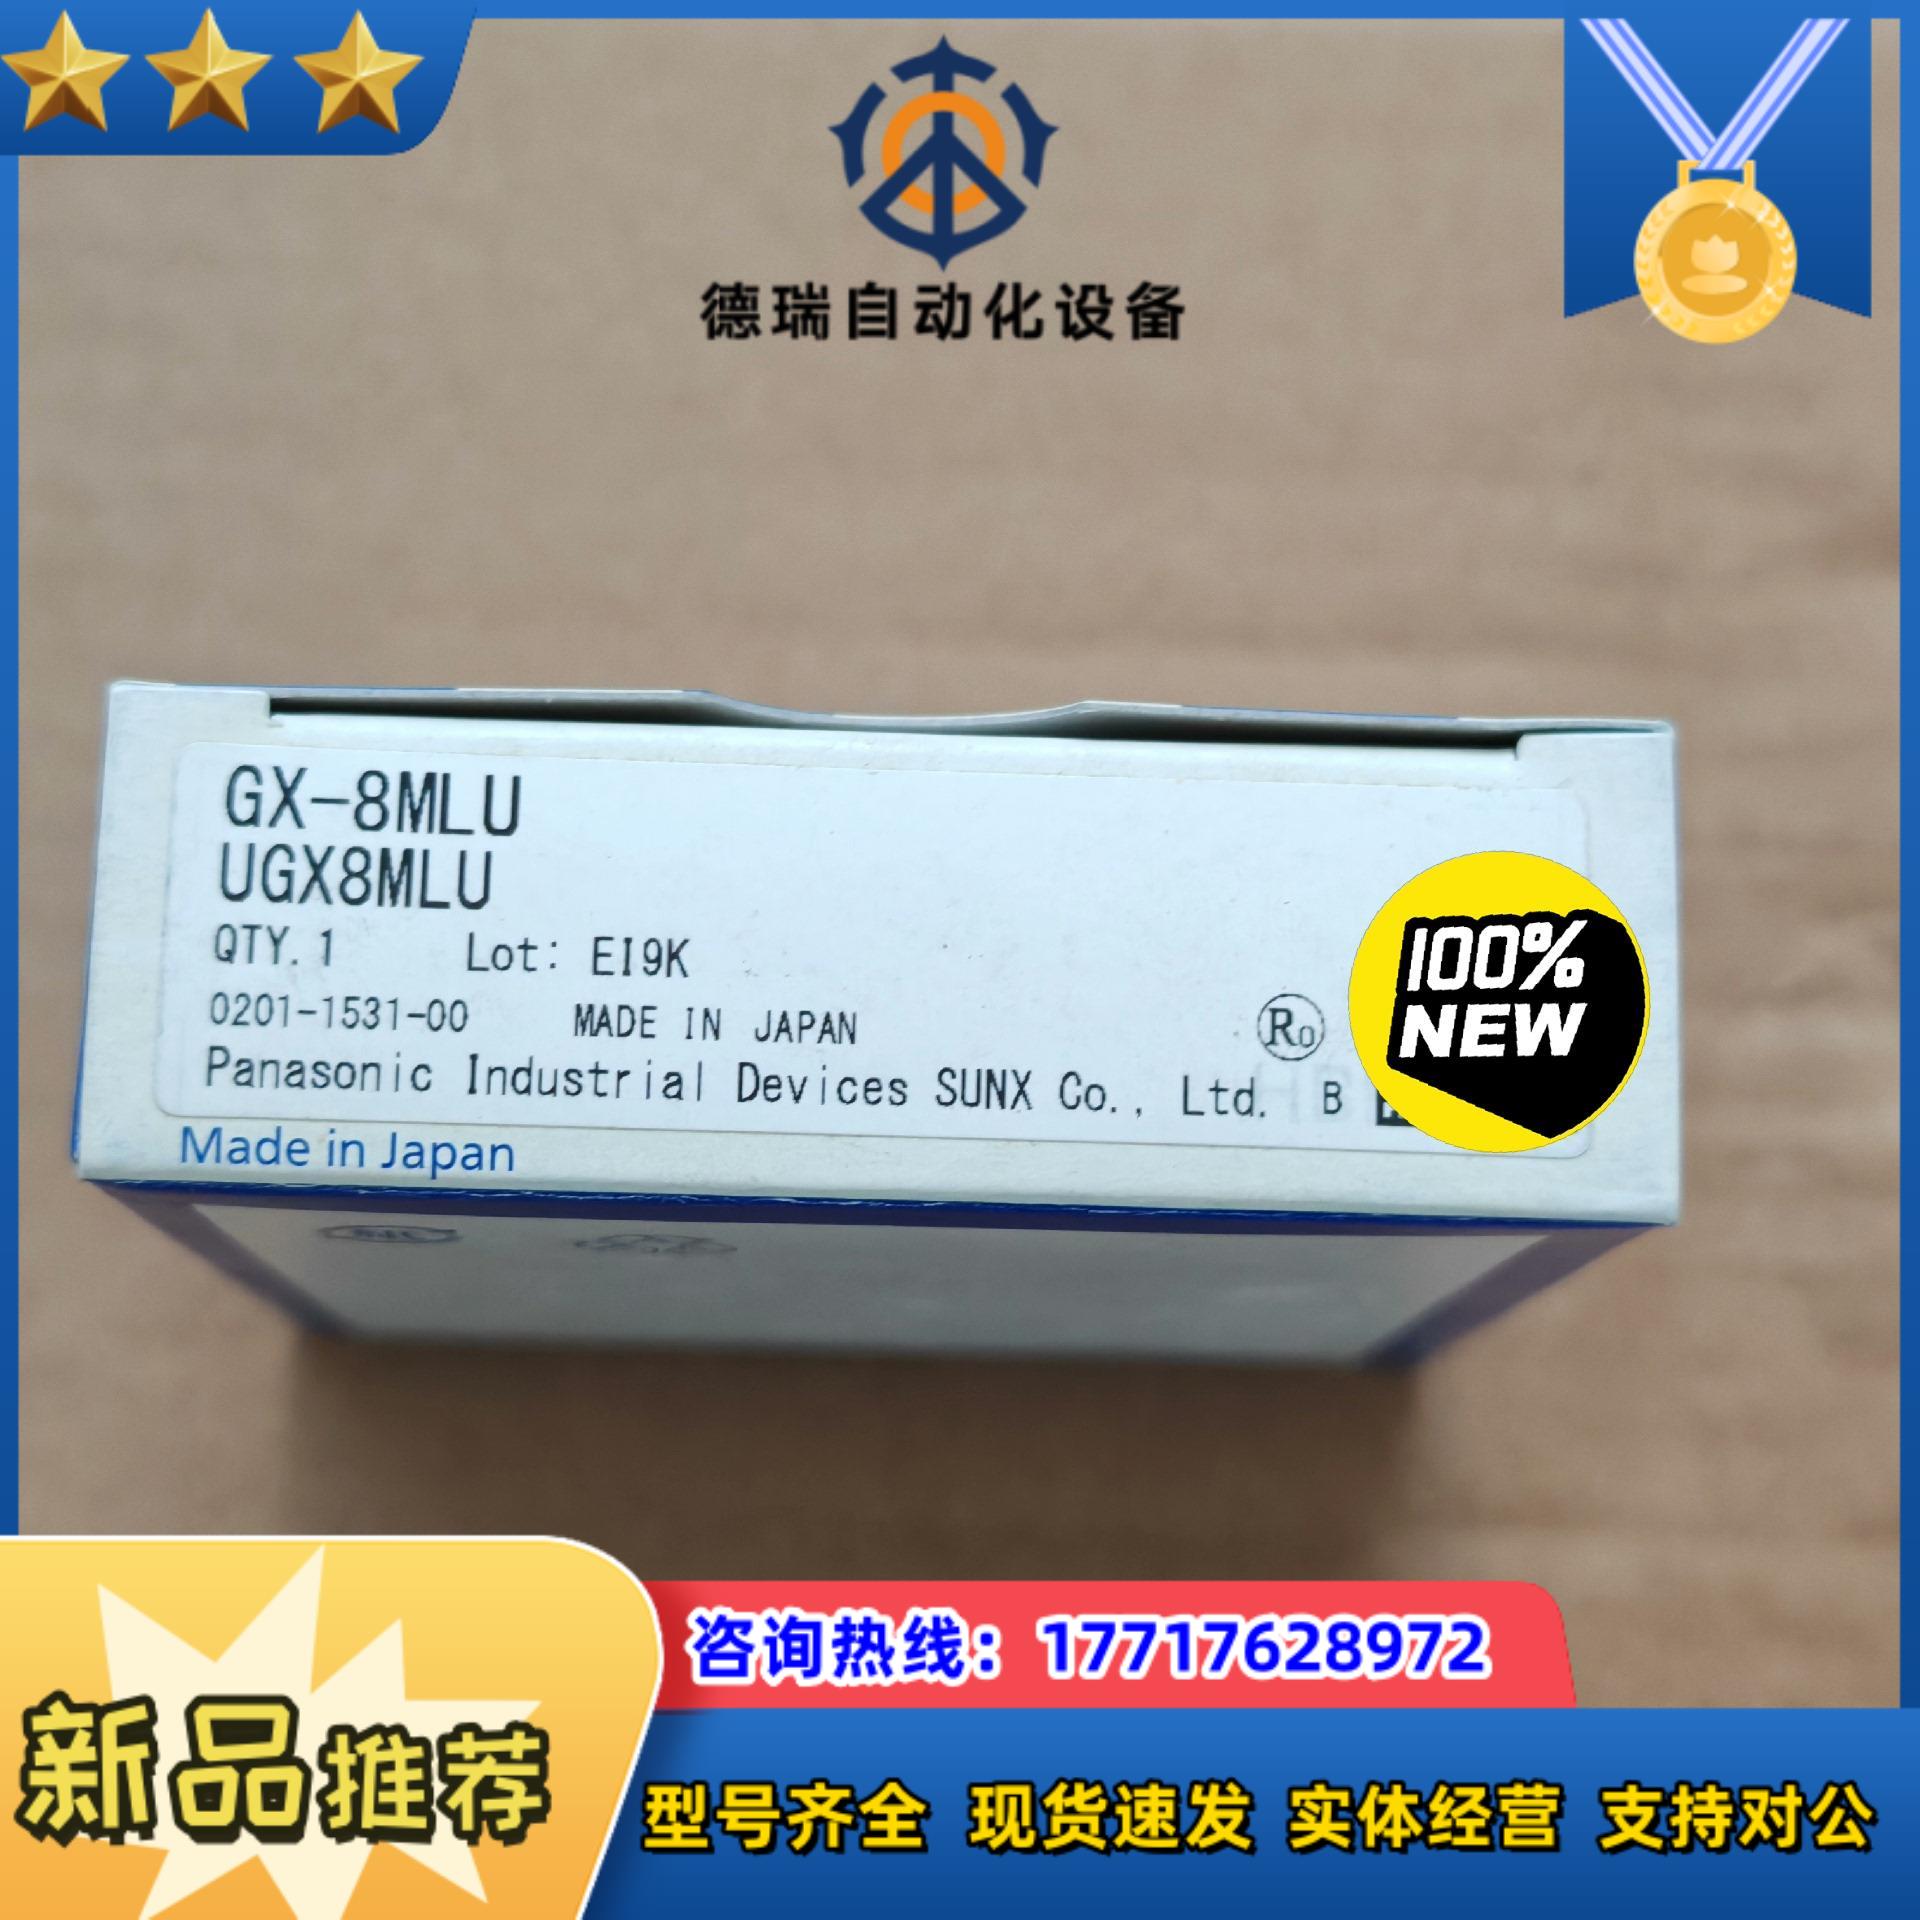 德瑞自动化设备
GX-8MLU
UGX8MLU
QTY. 1 Lot: EI9K
0201-1531-00 MADE IN JAPAN
R0
Panasonic Industrial Devices SUNX Co., Ltd. B
Made in Japan
100%
NEW
咨询热线：17717628972
新品推荐
型号齐全 现货速发 实体经营 支持对公